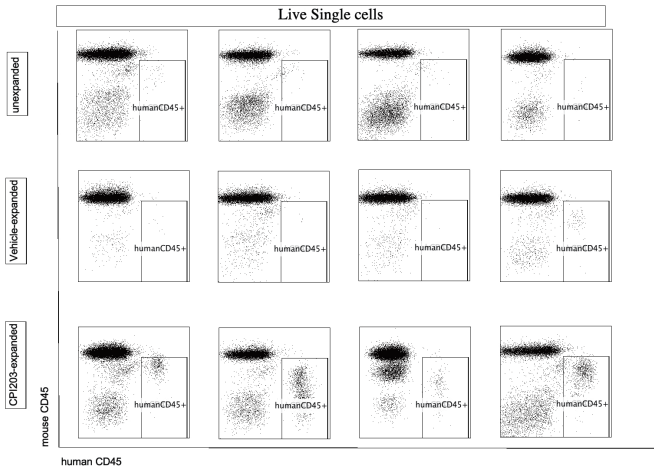 Live Single cells
unexpanded
humanCD45+
humanCD45+
humanCD45+
humanCD45+
Vehicle-expanded
humanCD45+
humanCD45+
humanCD45+
humanCD45+
CPI203-expanded
humanCD45+
humanCD45+
humanCD45+
humanCD45+
mouse CD45
human CD45